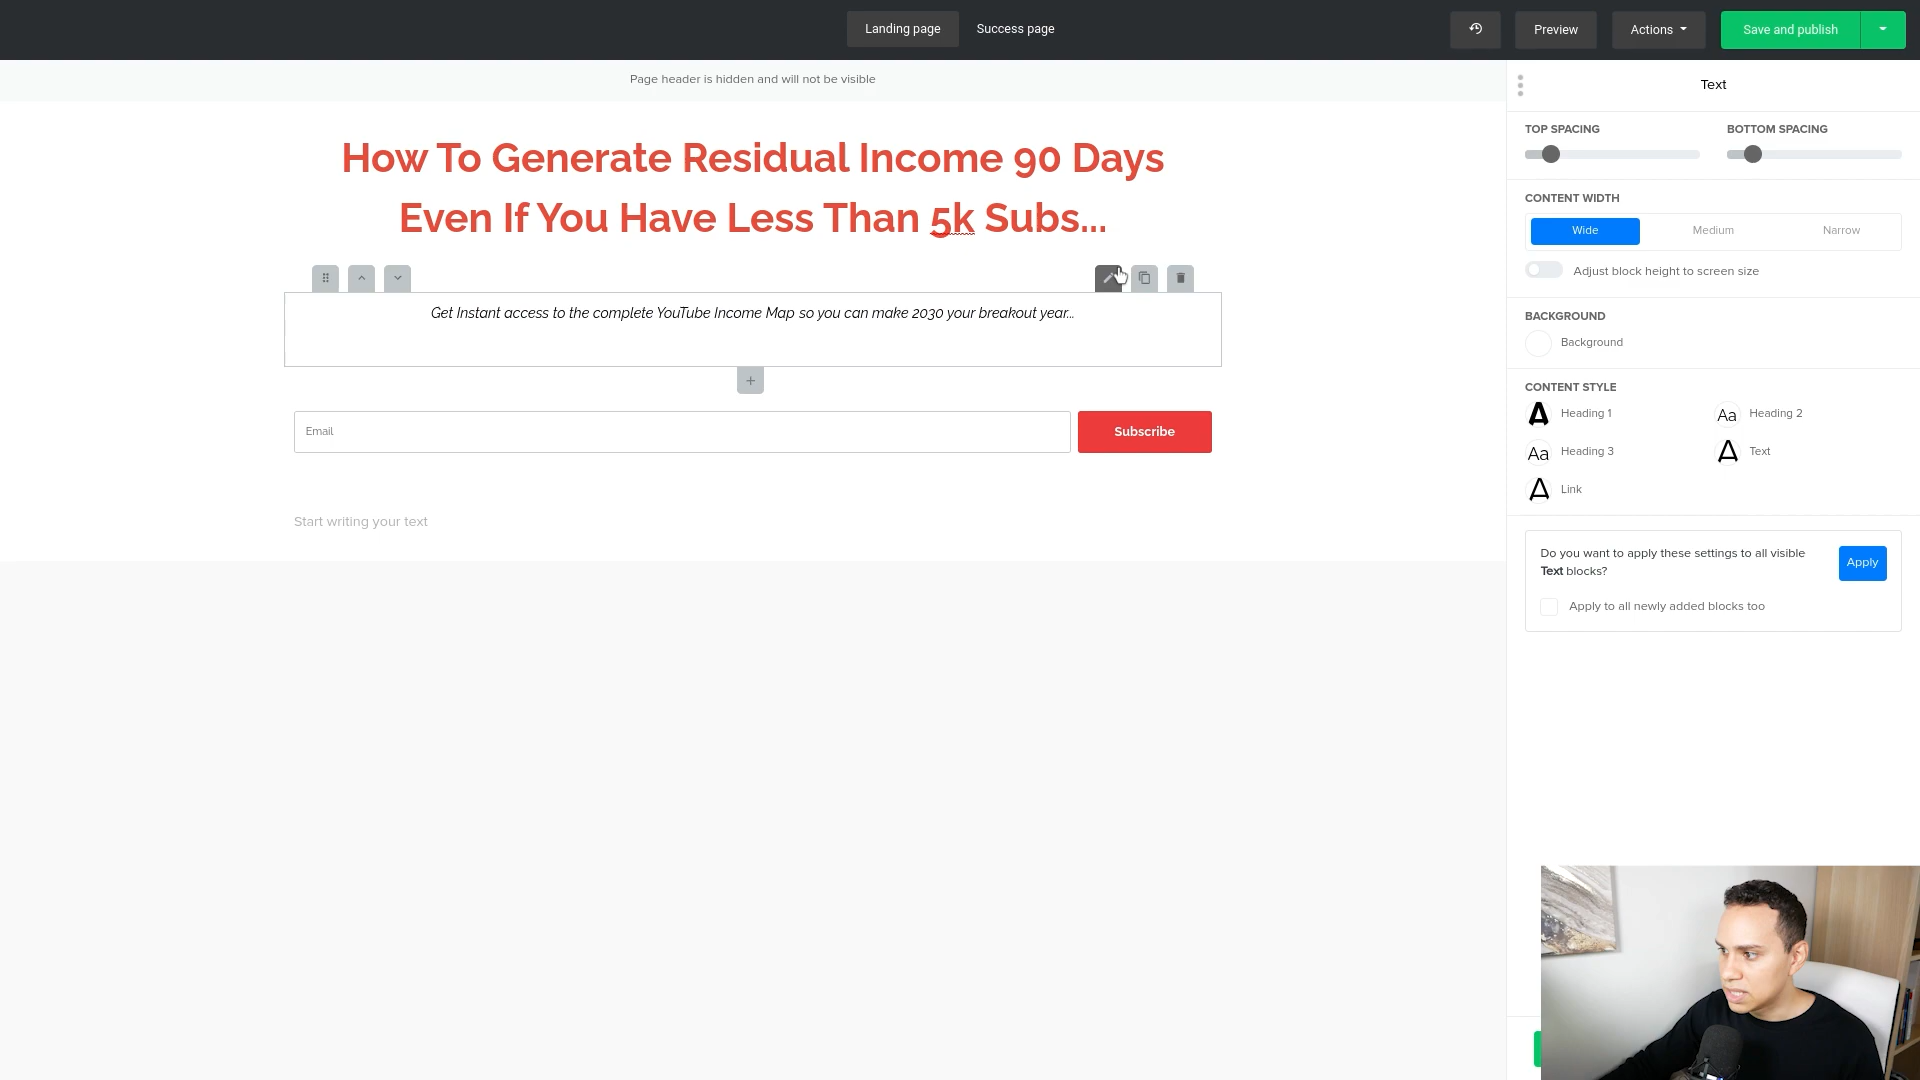 Landing page
Success page
Preview
Actions
Save and publish
Page header is hidden and will not be visible
Text
TOP SPACING
BOTTOM SPACING
How To Generate Residual Income 90 Days
Even If You Have Less Than 5k Subs...
CONTENT WIDTH
Wide
Medium
Narrow
Adjust block height to screen size
Get Instant access to the complete YouTube Income Map so you can make 2030 your breakout year...
BACKGROUND
Background
+
CONTENT STYLE
A Heading 1
Aa Heading 2
Email
Subscribe
Aa Heading 3
A Text
A Link
Start writing your text
Do you want to apply these settings to all visible
Text blocks?
Apply
Apply to all newly added blocks too